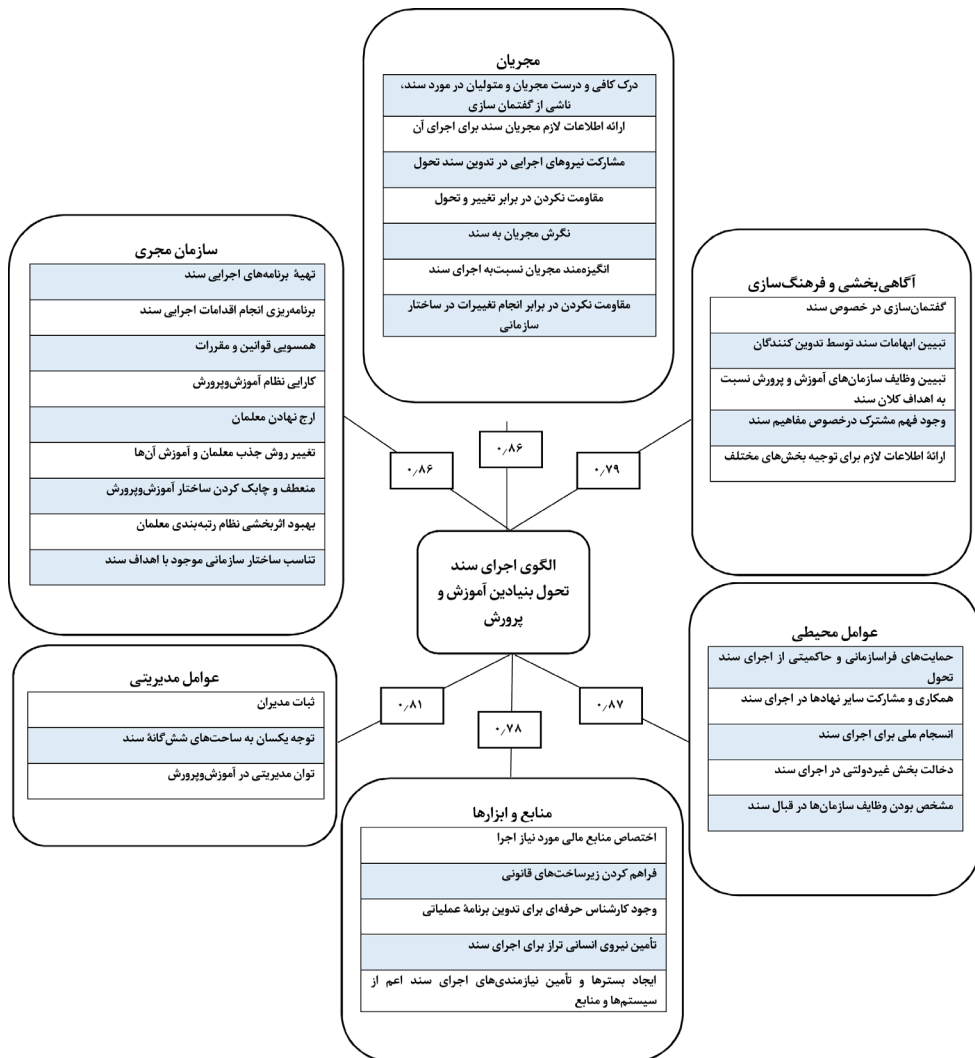 مجریان
درک کافی و درست مجریان و متولیان در مورد سند،
ناشی از گفتمان سازی
ارائه اطلاعات لازم مجریان سند برای اجرای آن
مشارکت نیروهای اجرایی در تدوین سند تحول
مقاومت نکردن در برابر تغییر و تحول
نگرش مجریان به سند
انگیزه‌مند مجریان نسبت‌به اجرای سند
مقاومت نکردن در برابر انجام تغییرات در ساختار
سازمانی
آگاهی‌بخشی و فرهنگ‌سازی
گفتمان‌سازی در خصوص سند
تبیین ابهامات سند توسط تدوین کنندگان
تبیین وظایف سازمان‌های آموزش و پرورش نسبت
به اهداف کلان سند
وجود فهم مشترک درخصوص مفاهیم سند
ارائهٔ اطلاعات لازم برای توجیه بخش‌های مختلف
سازمان مجری
تهیهٔ برنامه‌های اجرایی سند
برنامه‌ریزی انجام اقدامات اجرایی سند
همسویی قوانین و مقررات
کارایی نظام آموزش‌وپرورش
ارج نهادن معلمان
تغییر روش جذب معلمان و آموزش آن‌ها
منعطف و چابک کردن ساختار آموزش‌وپرورش
بهبود اثربخشی نظام رتبه‌بندی معلمان
تناسب ساختار سازمانی موجود با اهداف سند
۰٫۷۹
۰٫۸۶
۰٫۸۶
الگوی اجرای سند
تحول بنیادین آموزش و
پرورش
۰٫۸۷
۰٫۷۸
۰٫۸۱
عوامل محیطی
حمایت‌های فراسازمانی و حاکمیتی از اجرای سند
تحول
همکاری و مشارکت سایر نهادها در اجرای سند
انسجام ملی برای اجرای سند
دخالت بخش غیردولتی در اجرای سند
مشخص بودن وظایف سازمان‌ها در قبال سند
عوامل مدیریتی
ثبات مدیران
توجه یکسان به ساحت‌های شش‌گانهٔ سند
توان مدیریتی در آموزش‌وپرورش
منابع و ابزارها
اختصاص منابع مالی مورد نیاز اجرا
فراهم کردن زیرساخت‌های قانونی
وجود کارشناس حرفه‌ای برای تدوین برنامهٔ عملیاتی
تأمین نیروی انسانی تراز برای اجرای سند
ایجاد بسترها و تأمین نیازمندی‌های اجرای سند اعم از
سیستم‌ها و منابع